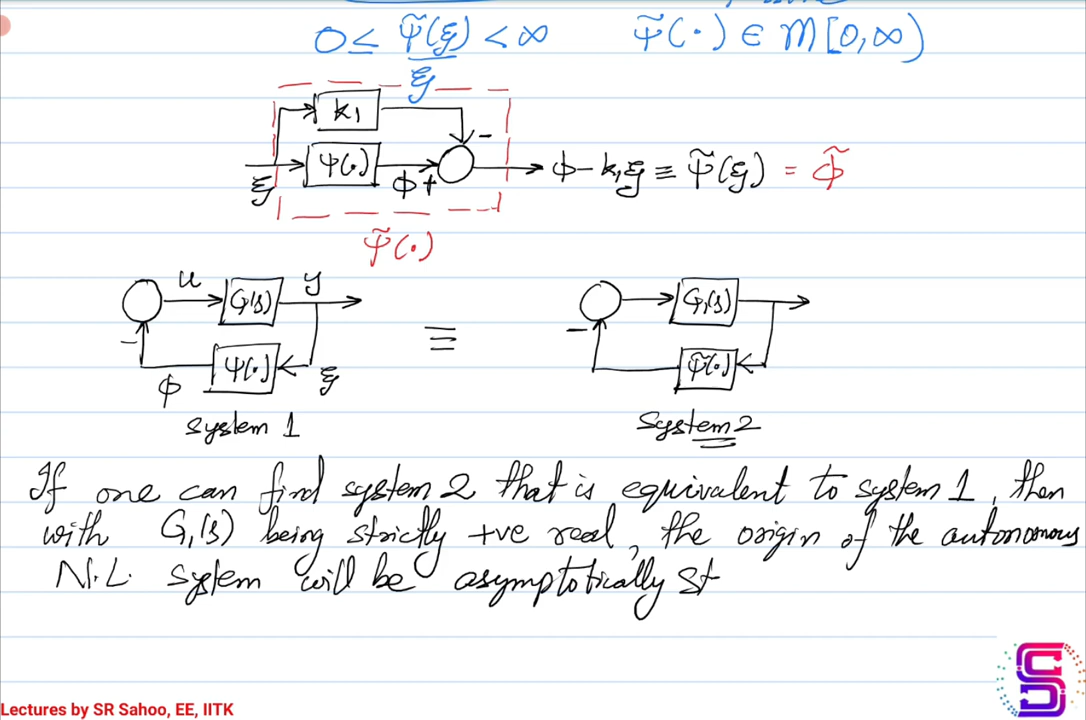 0 ≤ ψ̃(ξ)/ξ < ∞    ψ̃(·) ∈ M[0,∞)
k₁
-
ψ(·)
ξ
φ +
φ - k₁ξ ≡ ψ̃(ξ) = φ̃
ψ̃(·)
u
G(s)
y
-
ψ(·)
φ
ξ
System 1
≡
G₁(s)
-
ψ̃(·)
System 2
If one can find system 2 that is equivalent to system 1, then
with G₁(s) being strictly +ve real, the origin of the autonomous
N.L. system will be asymptotically st
Lectures by SR Sahoo, EE, IITK